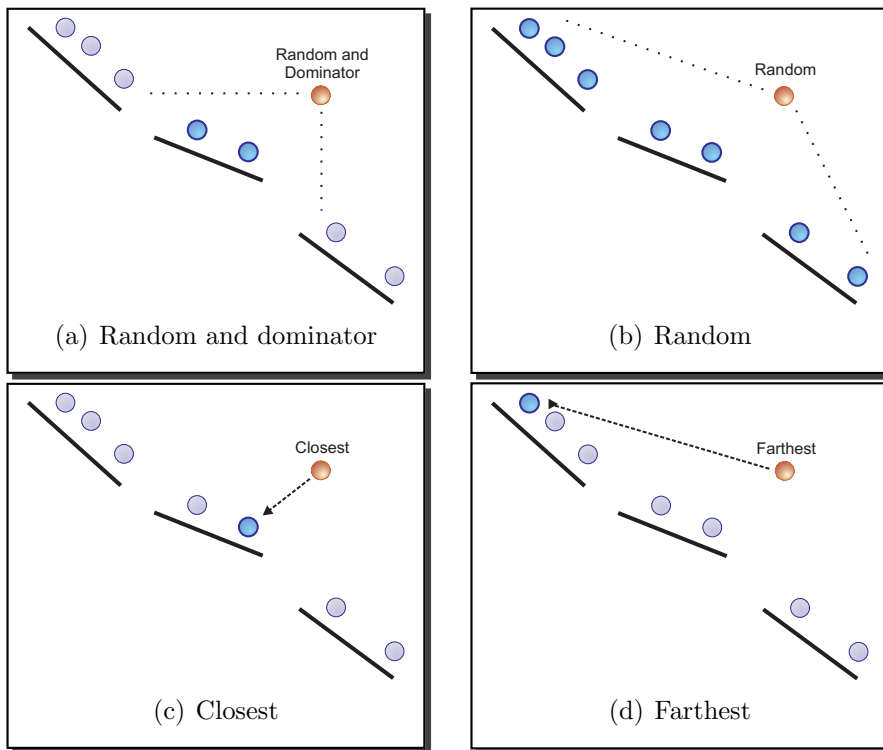 Random and
Dominator
(a) Random and dominator
Random
(b) Random
Closest
(c) Closest
Farthest
(d) Farthest